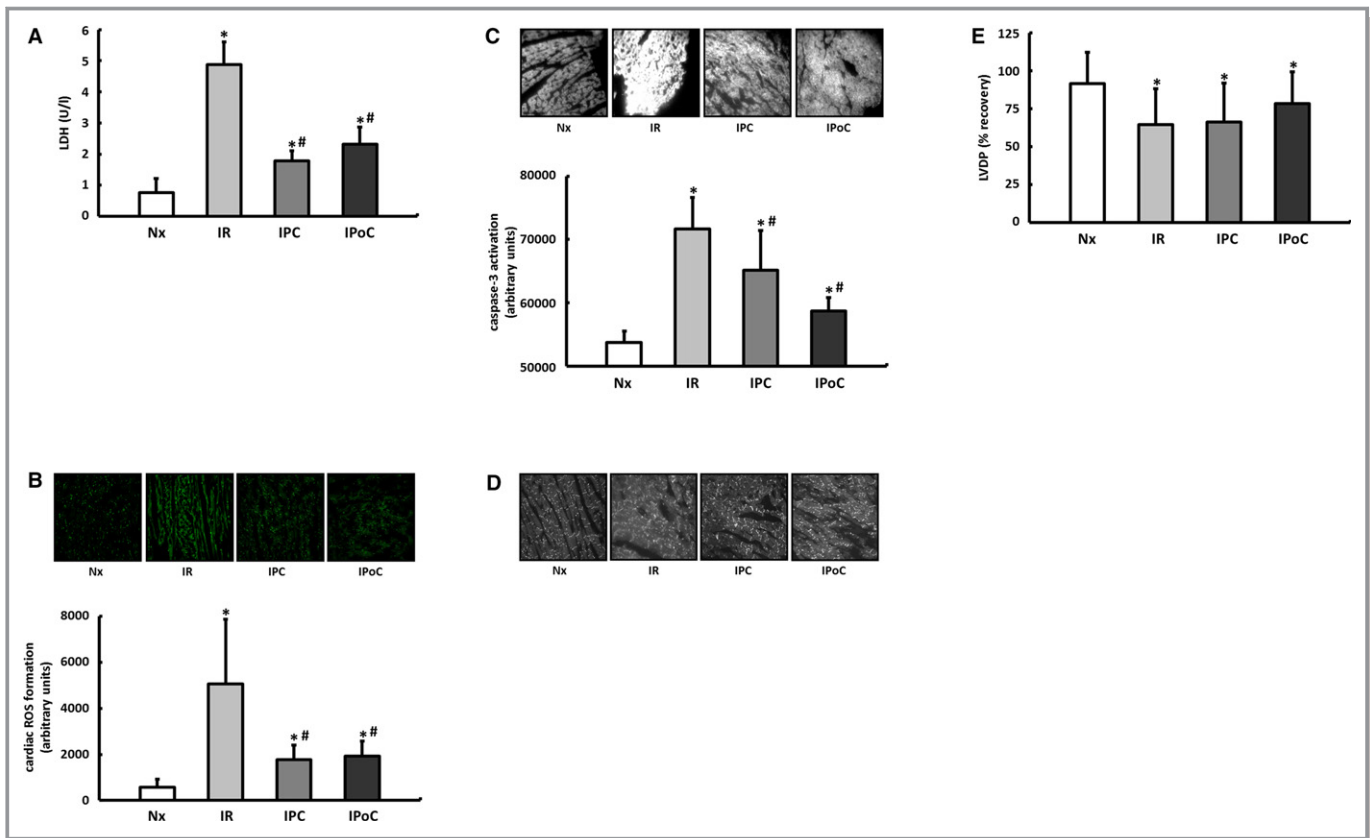 A
LDH (U/l)
6
5
4
3
2
1
0
*
*#
*#
Nx IR IPC IPoC
B
Nx IR IPC IPoC
cardiac ROS formation
(arbitrary units)
8000
6000
4000
2000
0
*
*#
*#
Nx IR IPC IPoC
C
Nx IR IPC IPoC
caspase-3 activation
(arbitrary units)
80000
70000
60000
50000
*
*#
*#
Nx IR IPC IPoC
D
Nx IR IPC IPoC
E
LVDP (% recovery)
125
100
75
50
25
0
* * *
Nx IR IPC IPoC